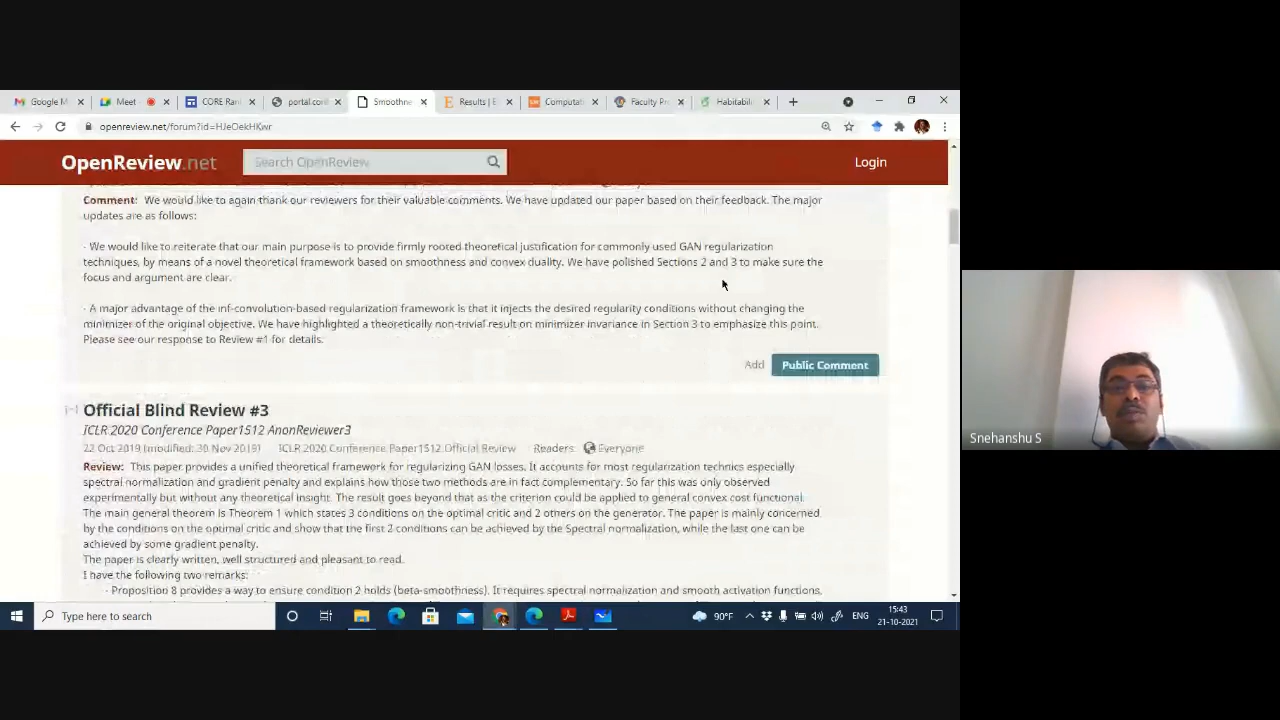 Google M
Meet
CORE Ran
portal.con
Smoothne
Results | E
Computat
Faculty Pr
Habitabili
openreview.net/forum?id=HJeOekHKwr
OpenReview.net
Search OpenReview
Login
Comment: We would like to again thank our reviewers for their valuable comments. We have updated our paper based on their feedback. The major
updates are as follows:
- We would like to reiterate that our main purpose is to provide firmly rooted theoretical justification for commonly used GAN regularization
techniques, by means of a novel theoretical framework based on smoothness and convex duality. We have polished Sections 2 and 3 to make sure the
focus and argument are clear.
- A major advantage of the inf-convolution-based regularization framework is that it injects the desired regularity conditions without changing the
minimizer of the original objective. We have highlighted a theoretically non-trivial result on minimizer invariance in Section 3 to emphasize this point.
Please see our response to Review #1 for details.
Add Public Comment
[-] Official Blind Review #3
ICLR 2020 Conference Paper1512 AnonReviewer3
22 Oct 2019 (modified: 30 Nov 2019) ICLR 2020 Conference Paper1512 Official Review Readers: Everyone
Review: This paper provides a unified theoretical framework for regularizing GAN losses. It accounts for most regularization technics especially
spectral normalization and gradient penalty and explains how those two methods are in fact complementary. So far this was only observed
experimentally but without any theoretical insight. The result goes beyond that as the criterion could be applied to general convex cost functional.
The main general theorem is Theorem 1 which states 3 conditions on the optimal critic and 2 others on the generator. The paper is mainly concerned
by the conditions on the optimal critic and show that the first 2 conditions can be achieved by the Spectral normalization, while the last one can be
achieved by some gradient penalty.
The paper is clearly written, well structured and pleasant to read.
I have the following two remarks:
- Proposition 8 provides a way to ensure condition 2 holds (beta-smoothness). It requires spectral normalization and smooth activation functions,
Snehanshu S
Type here to search
90°F
ENG
15:43
21-10-2021